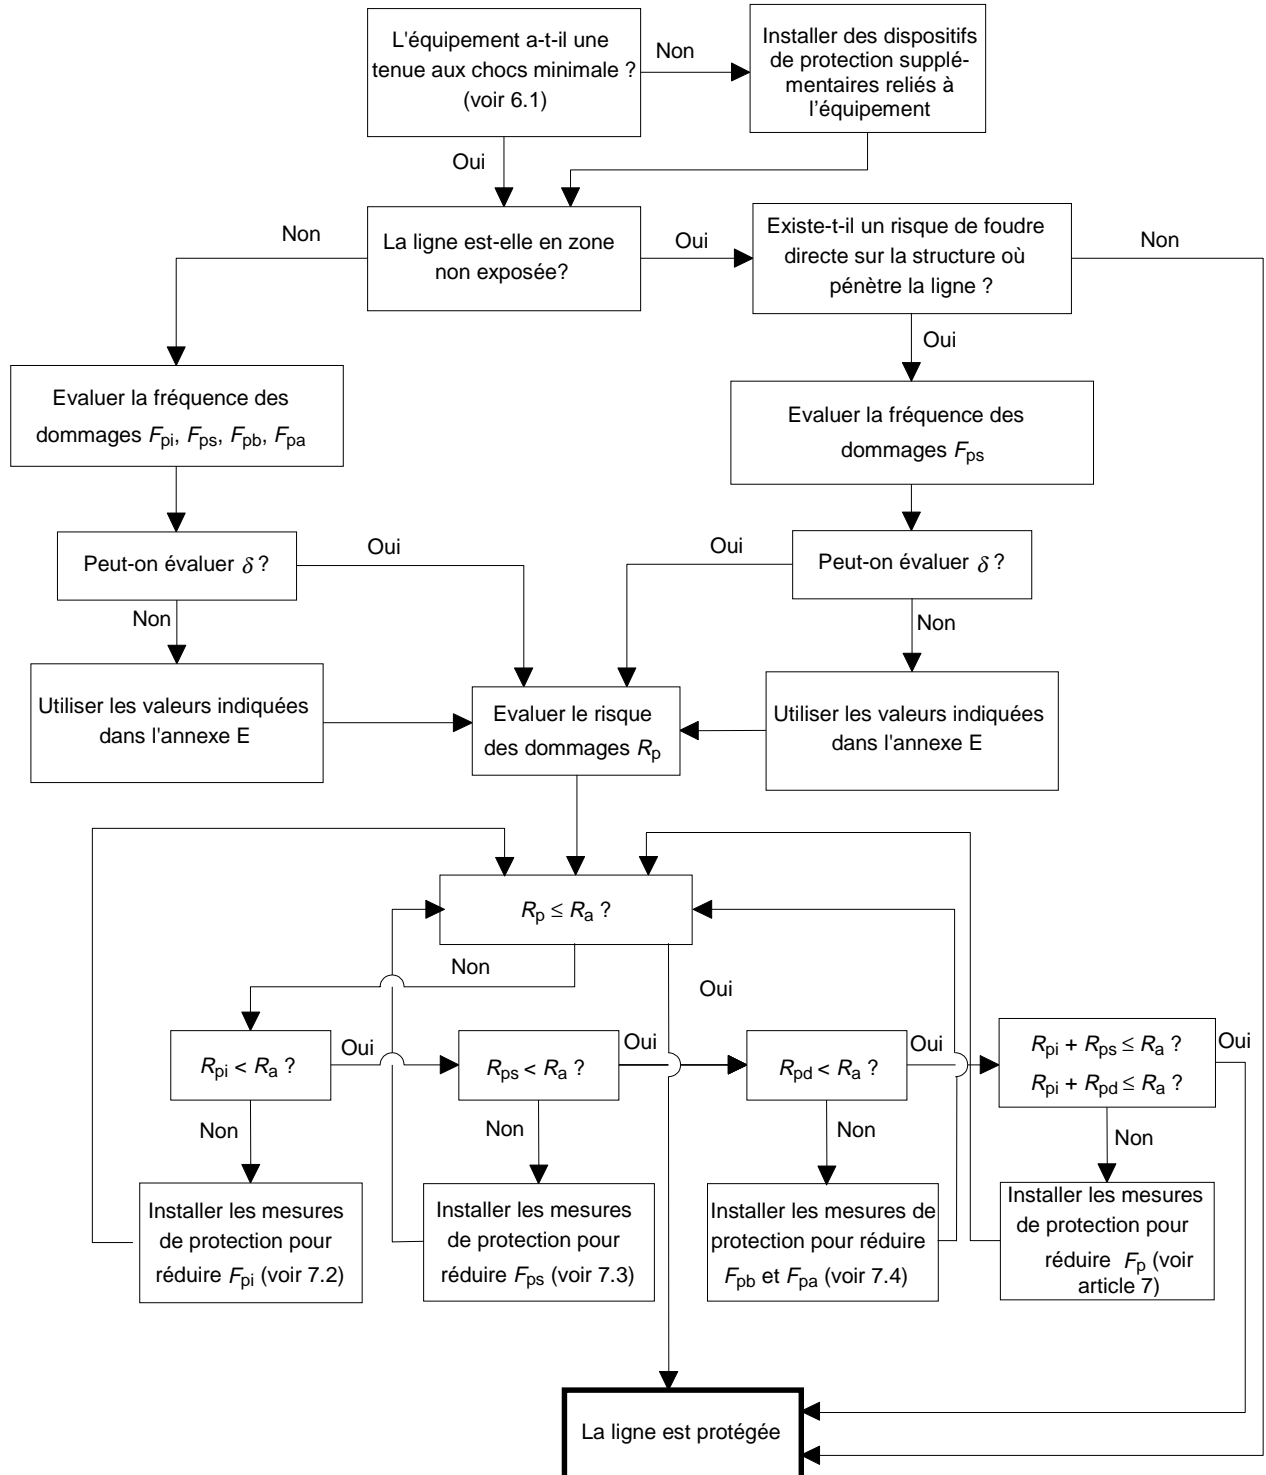 L'équipement a-t-il une
tenue aux chocs minimale ?
(voir 6.1)
Non
Installer des dispositifs
de protection supplé-
mentaires reliés à
l'équipement
Oui
Non
La ligne est-elle en zone
non exposée?
Oui
Existe-t-il un risque de foudre
directe sur la structure où
pénètre la ligne ?
Non
Oui
Evaluer la fréquence des
dommages Fpi, Fps, Fpb, Fpa
Evaluer la fréquence des
dommages Fps
Peut-on évaluer δ ?
Oui
Oui
Peut-on évaluer δ ?
Non
Non
Utiliser les valeurs indiquées
dans l'annexe E
Evaluer le risque
des dommages Rp
Utiliser les valeurs indiquées
dans l'annexe E
Rp ≤ Ra ?
Non
Oui
Rpi < Ra ?
Oui
Rps < Ra ?
Oui
Rpd < Ra ?
Oui
Rpi + Rps ≤ Ra ?
Rpi + Rpd ≤ Ra ?
Oui
Non
Non
Non
Non
Installer les mesures
de protection pour
réduire Fpi (voir 7.2)
Installer les mesures
de protection pour
réduire Fps (voir 7.3)
Installer les mesures de
protection pour réduire
Fpb et Fpa (voir 7.4)
Installer les mesures
de protection pour
réduire Fp (voir
article 7)
La ligne est protégée